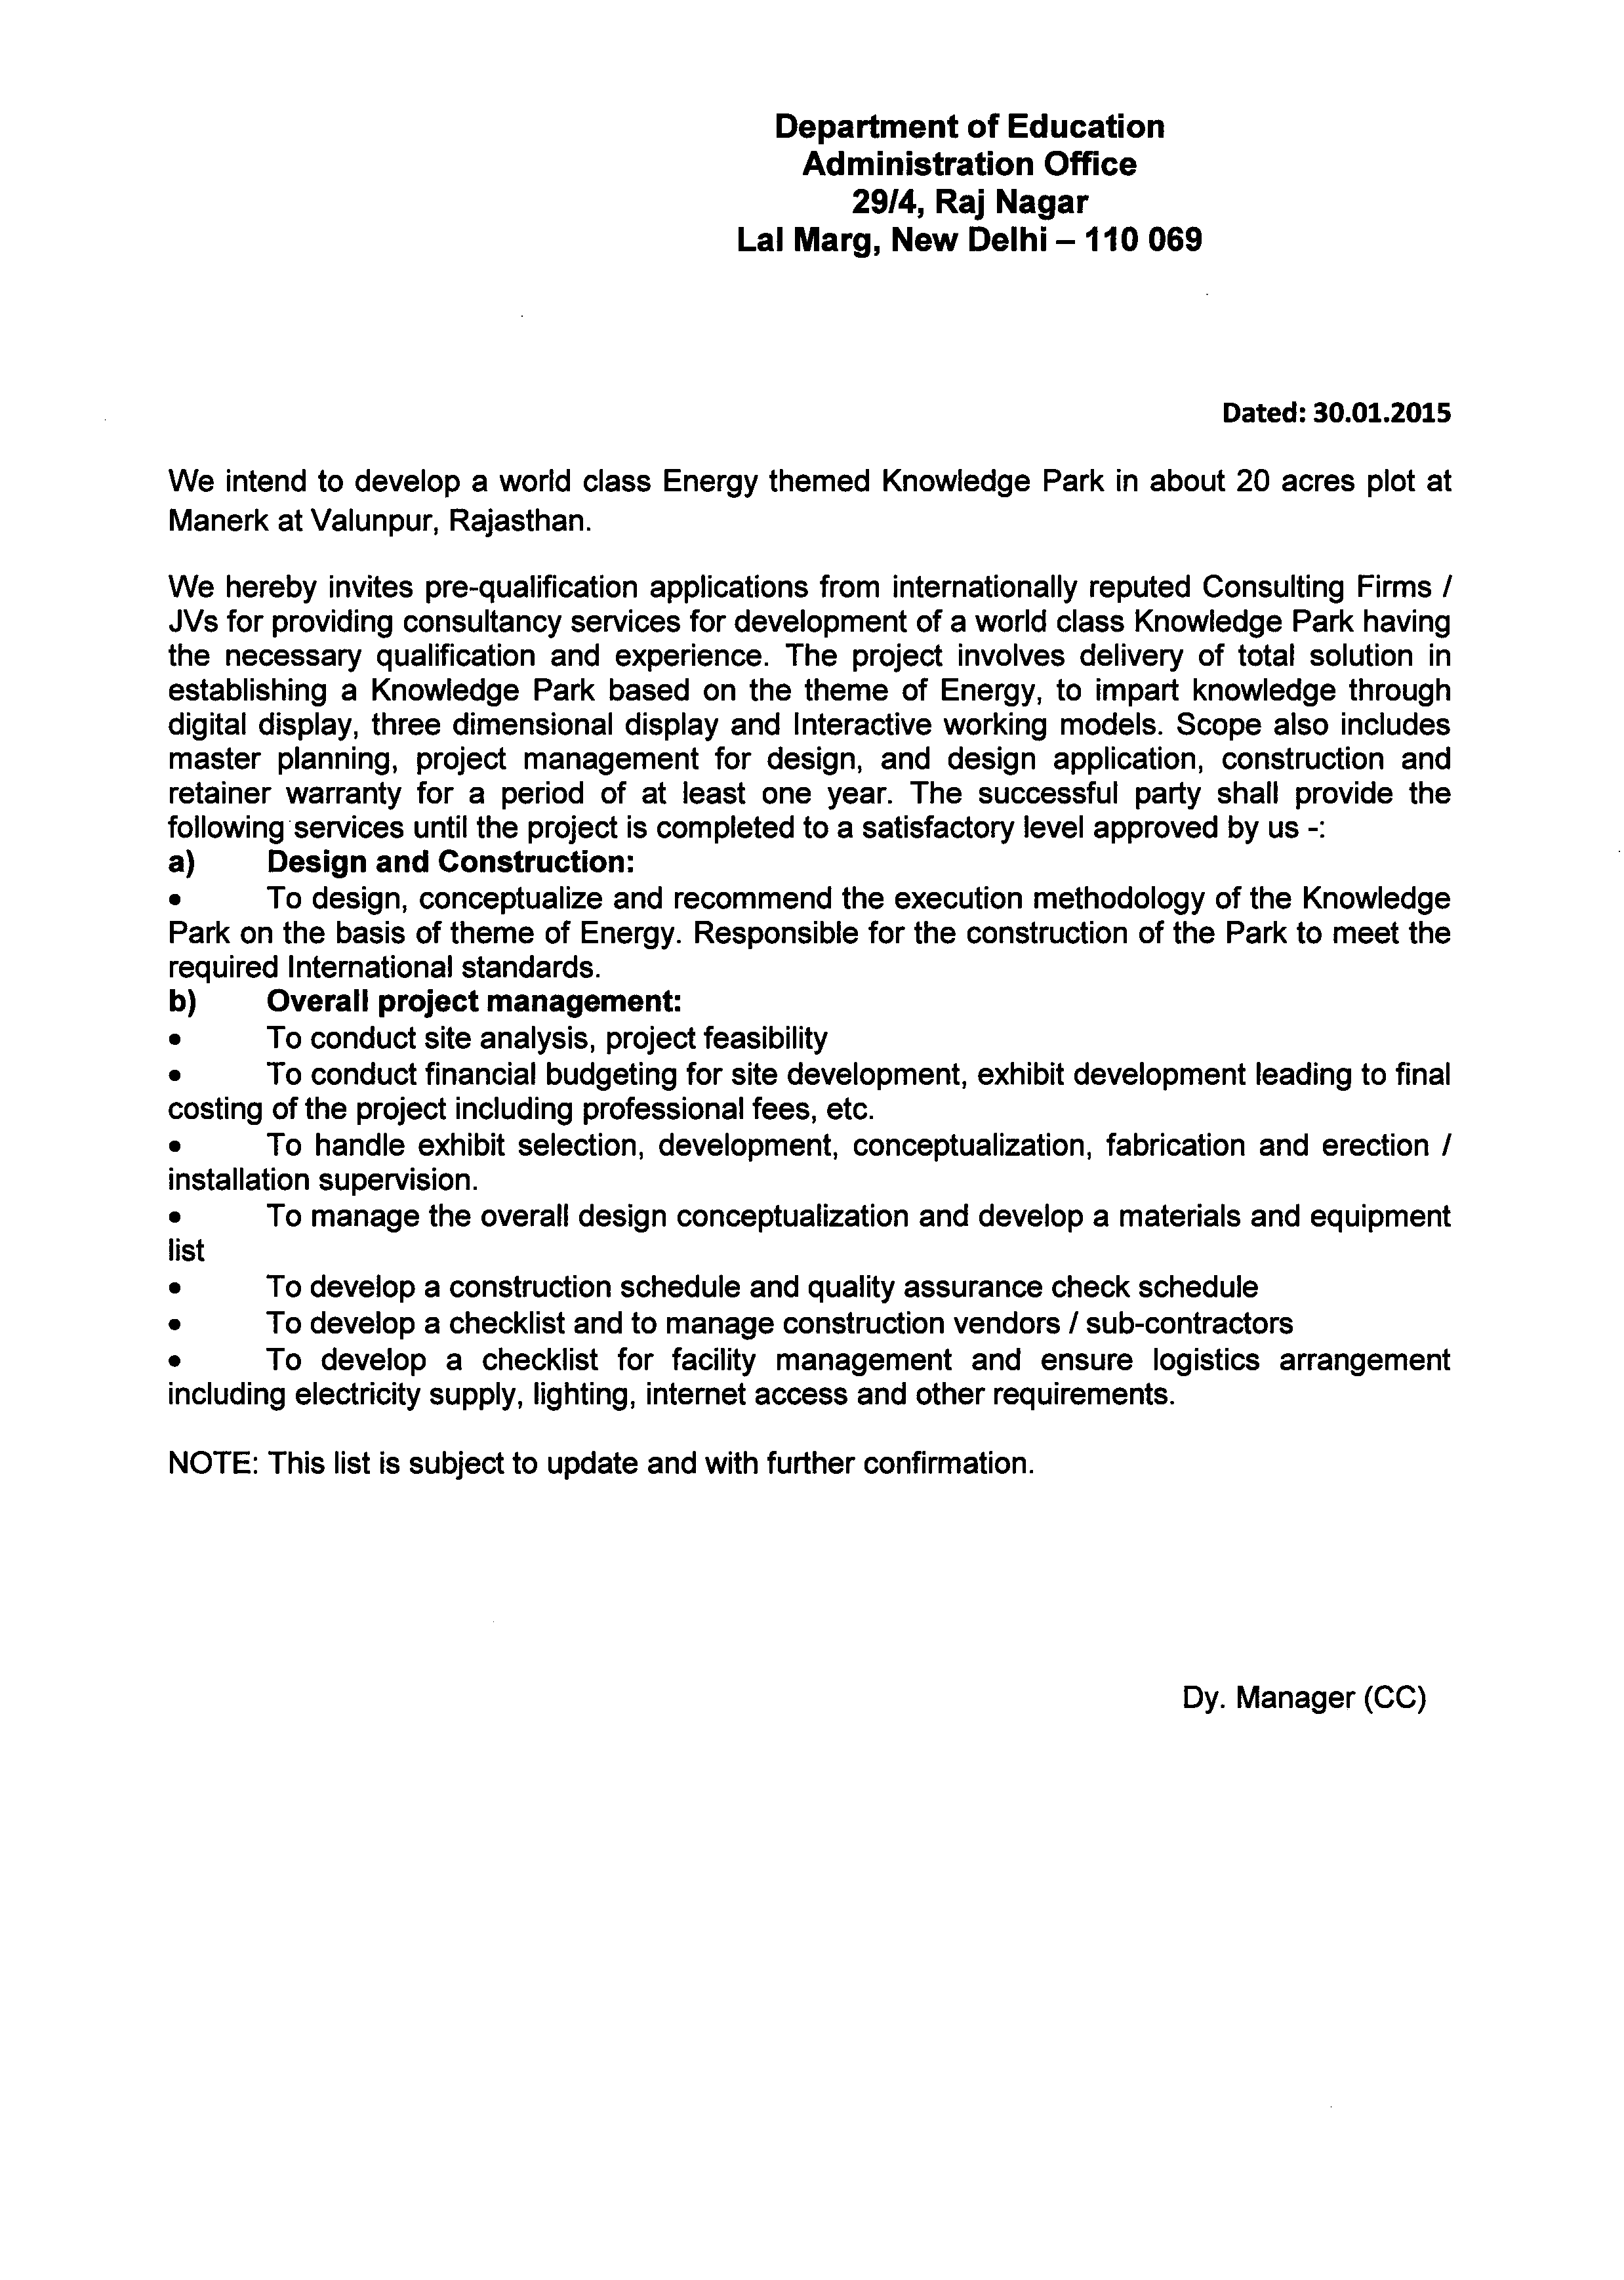 Department of Education
Administration Office
29/4, Raj Nagar
Lal Marg, New Delhi – 110 069
Dated: 30.01.2015
We intend to develop a world class Energy themed Knowledge Park in about 20 acres plot at
Manerk at Valunpur, Rajasthan.
We hereby invites pre-qualification applications from internationally reputed Consulting Firms /
JVs for providing consultancy services for development of a world class Knowledge Park having
the necessary qualification and experience. The project involves delivery of total solution in
establishing a Knowledge Park based on the theme of Energy, to impart knowledge through
digital display, three dimensional display and Interactive working models. Scope also includes
master planning, project management for design, and design application, construction and
retainer warranty for a period of at least one year. The successful party shall provide the
following services until the project is completed to a satisfactory level approved by us -:
a) Design and Construction:
• To design, conceptualize and recommend the execution methodology of the Knowledge
Park on the basis of theme of Energy. Responsible for the construction of the Park to meet the
required International standards.
b) Overall project management:
• To conduct site analysis, project feasibility
• To conduct financial budgeting for site development, exhibit development leading to final
costing of the project including professional fees, etc.
• To handle exhibit selection, development, conceptualization, fabrication and erection /
installation supervision.
• To manage the overall design conceptualization and develop a materials and equipment
list
• To develop a construction schedule and quality assurance check schedule
• To develop a checklist and to manage construction vendors / sub-contractors
• To develop a checklist for facility management and ensure logistics arrangement
including electricity supply, lighting, internet access and other requirements.
NOTE: This list is subject to update and with further confirmation.
Dy. Manager (CC)